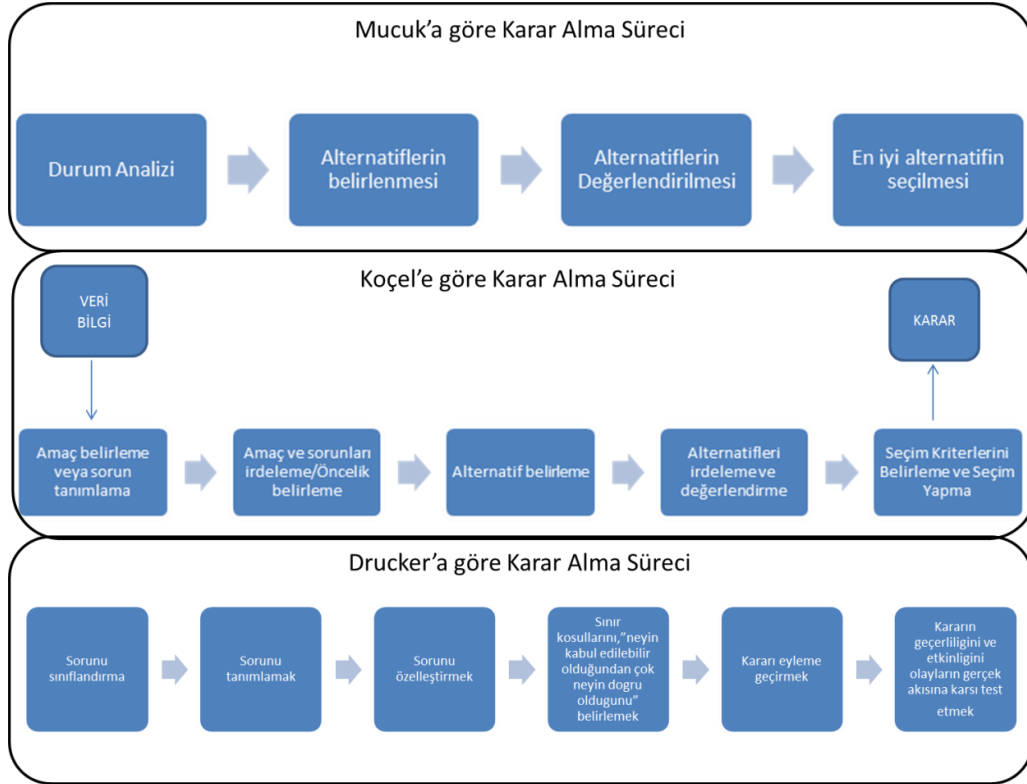 Mucuk’a göre Karar Alma Süreci
Durum Analizi
Alternatiflerin
belirlenmesi
Alternatiflerin
Değerlendirilmesi
En iyi alternatifin
seçilmesi
Koçel’e göre Karar Alma Süreci
VERİ
BİLGİ
KARAR
Amaç belirleme
veya sorun
tanımlama
Amaç ve sorunları
irdeleme/Öncelik
belirleme
Alternatif belirleme
Alternatifleri
irdeleme ve
değerlendirme
Seçim Kriterlerini
Belirleme ve Seçim
Yapma
Drucker’a göre Karar Alma Süreci
Sorunu
sınıflandırma
Sorunu
tanımlamak
Sorunu
özelleştirmek
Sınır
kosullarını,”neyin
kabul edilebilir
olduğundan çok
neyin dogru
oldugunu”
belirlemek
Kararı eyleme
geçirmek
Kararın
geçerliligini ve
etkinligini
olayların gerçek
akısına karsı test
etmek